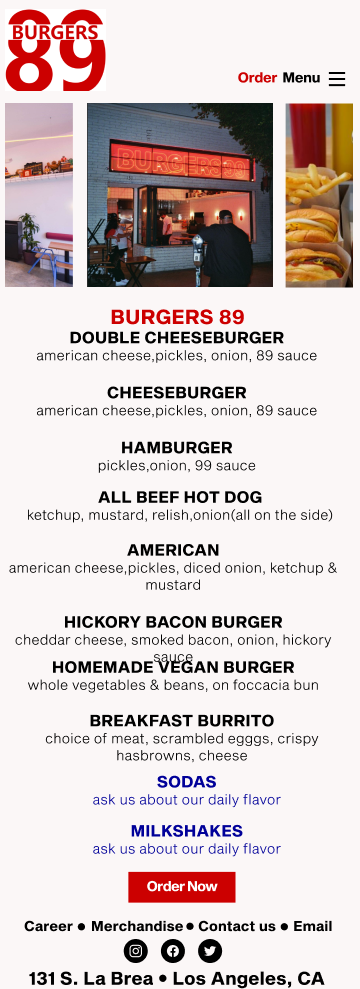 BURGERS
89
Order Menu
BURGERS 89
BURGERS 89
DOUBLE CHEESEBURGER
american cheese,pickles, onion, 89 sauce
CHEESEBURGER
american cheese,pickles, onion, 89 sauce
HAMBURGER
pickles,onion, 99 sauce
ALL BEEF HOT DOG
ketchup, mustard, relish,onion(all on the side)
AMERICAN
american cheese,pickles, diced onion, ketchup &
mustard
HICKORY BACON BURGER
cheddar cheese, smoked bacon, onion, hickory
sauce
HOMEMADE VEGAN BURGER
whole vegetables & beans, on foccacia bun
BREAKFAST BURRITO
choice of meat, scrambled egggs, crispy
hasbrowns, cheese
SODAS
ask us about our daily flavor
MILKSHAKES
ask us about our daily flavor
Order Now
Career ● Merchandise ● Contact us ● Email
131 S. La Brea ● Los Angeles, CA